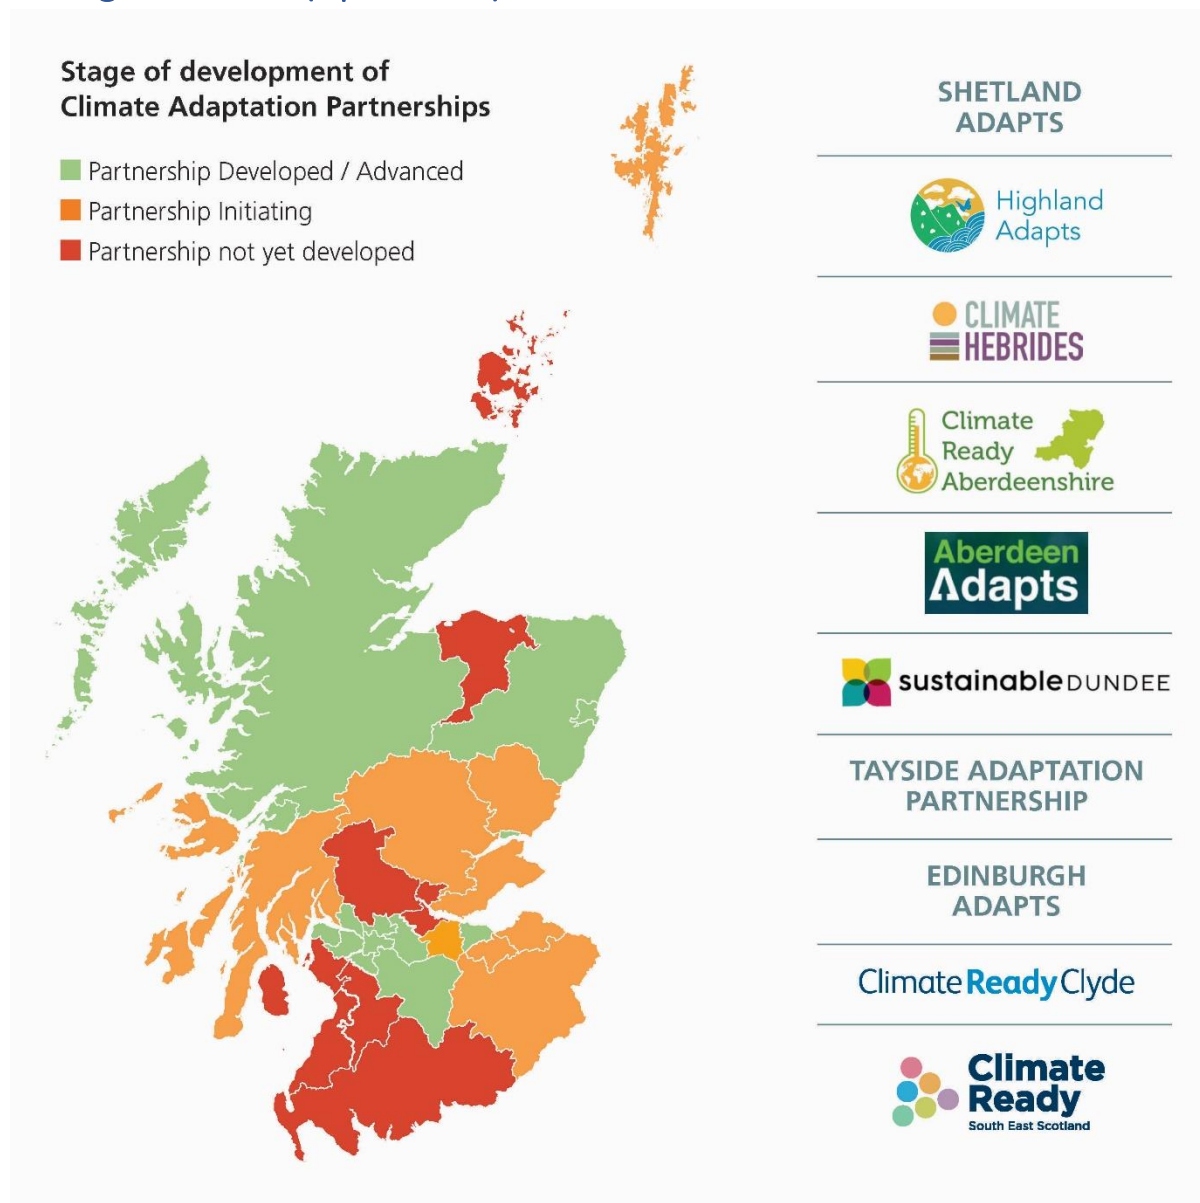 Stage of development of
Climate Adaptation Partnerships
Partnership Developed / Advanced
Partnership Initiating
Partnership not yet developed
SHETLAND
ADAPTS
Highland
Adapts
CLIMATE
HEBRIDES
Climate
Ready
Aberdeenshire
Aberdeen
Adapts
sustainableDUNDEE
TAYSIDE ADAPTATION
PARTNERSHIP
EDINBURGH
ADAPTS
ClimateReadyClyde
Climate
Ready
South East Scotland